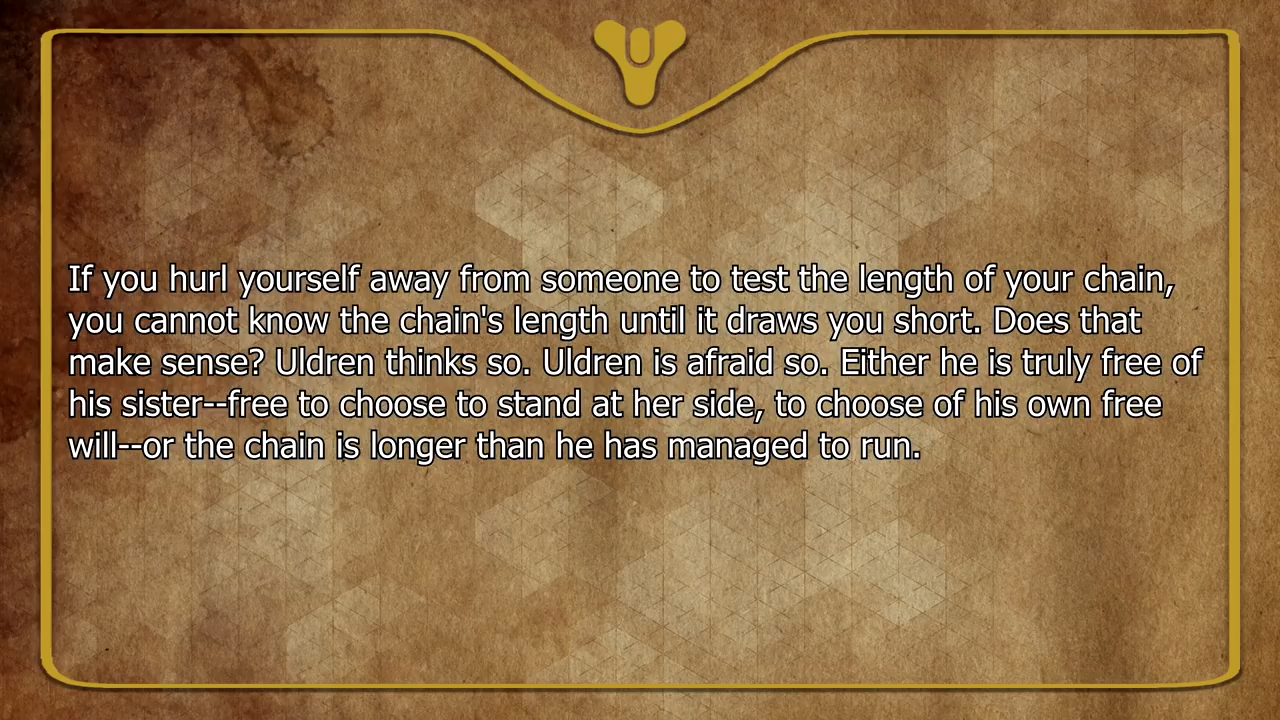 If you hurl yourself away from someone to test the length of your chain,
you cannot know the chain's length until it draws you short. Does that
make sense? Uldren thinks so. Uldren is afraid so. Either he is truly free of
his sister--free to choose to stand at her side, to choose of his own free
will--or the chain is longer than he has managed to run.